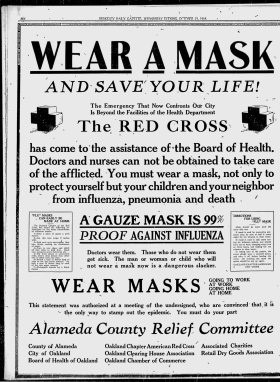 BERKELEY DAILY GAZETTE, WEDNESDAY EVENING, OCTOBER 23, 1918
WEAR A MASK
AND SAVE YOUR LIFE!
The Emergency That Now Confronts Our City
Is Beyond the Facilities of the Health Department
The RED CROSS
has come to the assistance of the Board of Health.
Doctors and nurses can not be obtained to take care
of the afflicted. You must wear a mask, not only to
protect yourself but your children and your neighbor
from influenza, pneumonia and death
"FLU" MASKS
A GAUZE MASK IS 99%
PROOF AGAINST INFLUENZA
Doctors wear them. Those who do not wear them
get sick. The man or woman or child who will
not wear a mask now is a dangerous slacker.
DIRECTIONS
WEAR MASKS
GOING TO WORK
AT WORK
GOING HOME
AT HOME
This statement was authorized at a meeting of the undesigned, who are convinced that it is
the only way to stamp out the epidemic. You must do your part
Alameda County Relief Committee
County of Alameda
City of Oakland
Board of Health of Oakland
Oakland Chapter American Red Cross
Oakland Clearing House Association
Oakland Chamber of Commerce
Associated Charities
Retail Dry Goods Association